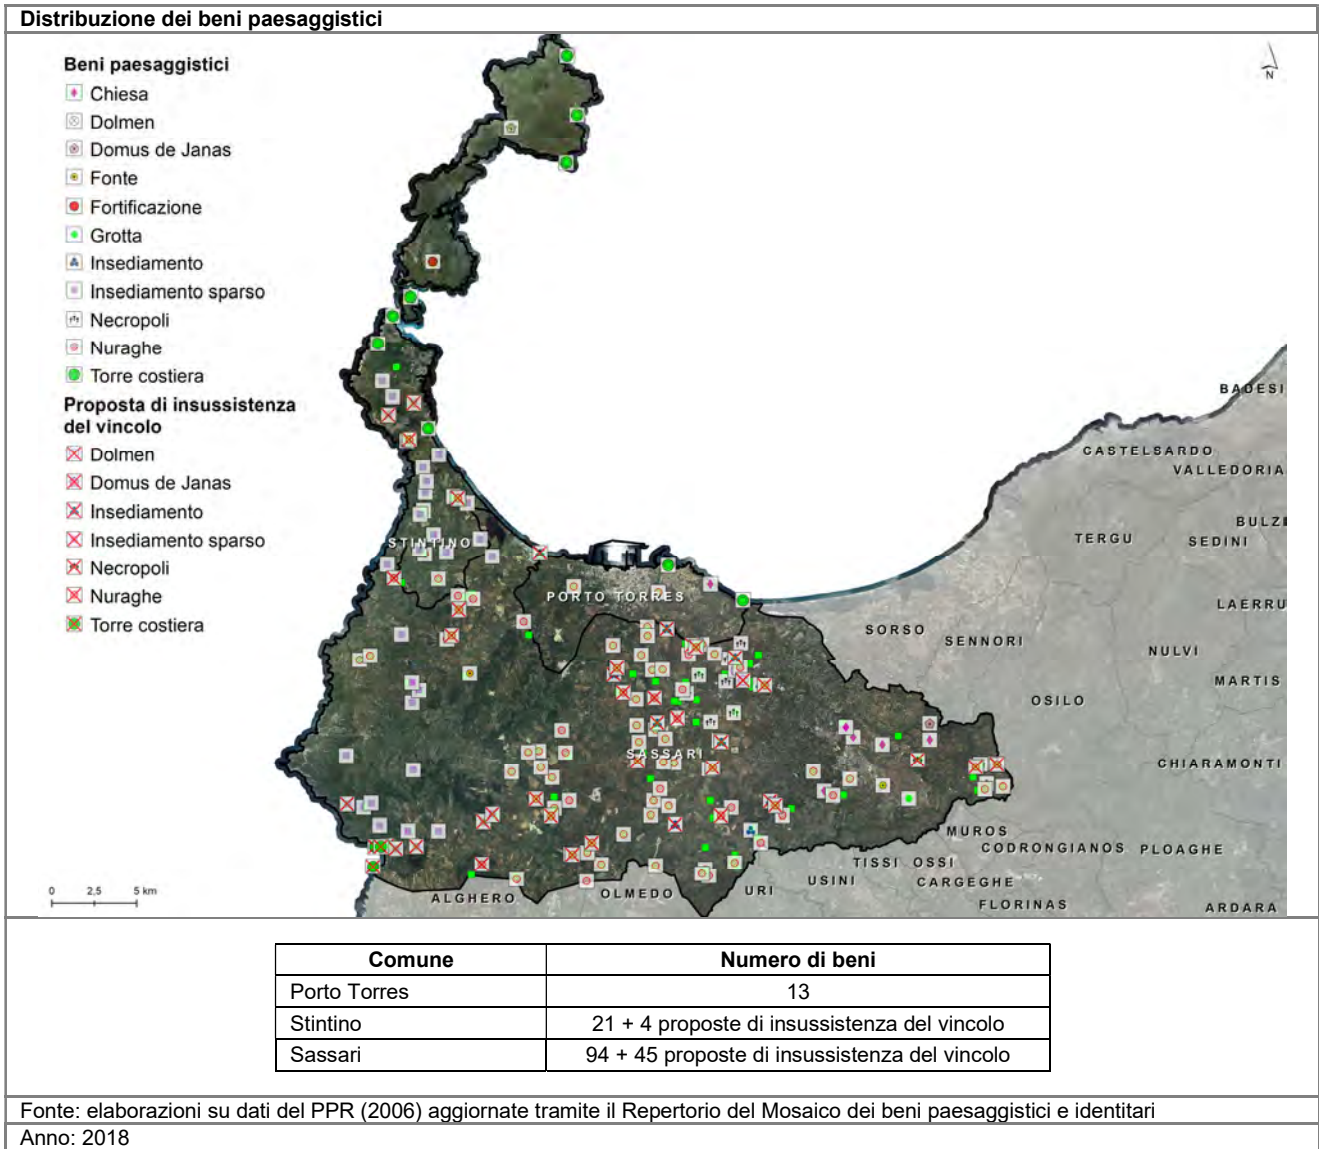 Distribuzione dei beni paesaggistici
Beni paesaggistici
Chiesa
Dolmen
Domus de Janas
Fonte
Fortificazione
Grotta
Insediamento
Insediamento sparso
Necropoli
Nuraghe
Torre costiera
Proposta di insussistenza
del vincolo
Dolmen
Domus de Janas
Insediamento
Insediamento sparso
Necropoli
Nuraghe
Torre costiera
N
BADESI
CASTELSARDO
VALLEDORIA
BULZI
TERGU
SEDINI
STINTINO
PORTO TORRES
LAERRU
SORSO
SENNORI
NULVI
MARTIS
OSILO
SASSARI
CHIARAMONTI
MUROS
CODRONGIANOS
PLOAGHE
TISSI
OSSI
USINI
CARGEGHE
URI
OLMEDO
ALGHERO
FLORINAS
ARDARA
0 2,5 5 km
Comune Numero di beni
Porto Torres 13
Stintino 21 + 4 proposte di insussistenza del vincolo
Sassari 94 + 45 proposte di insussistenza del vincolo
Fonte: elaborazioni su dati del PPR (2006) aggiornate tramite il Repertorio del Mosaico dei beni paesaggistici e identitari
Anno: 2018